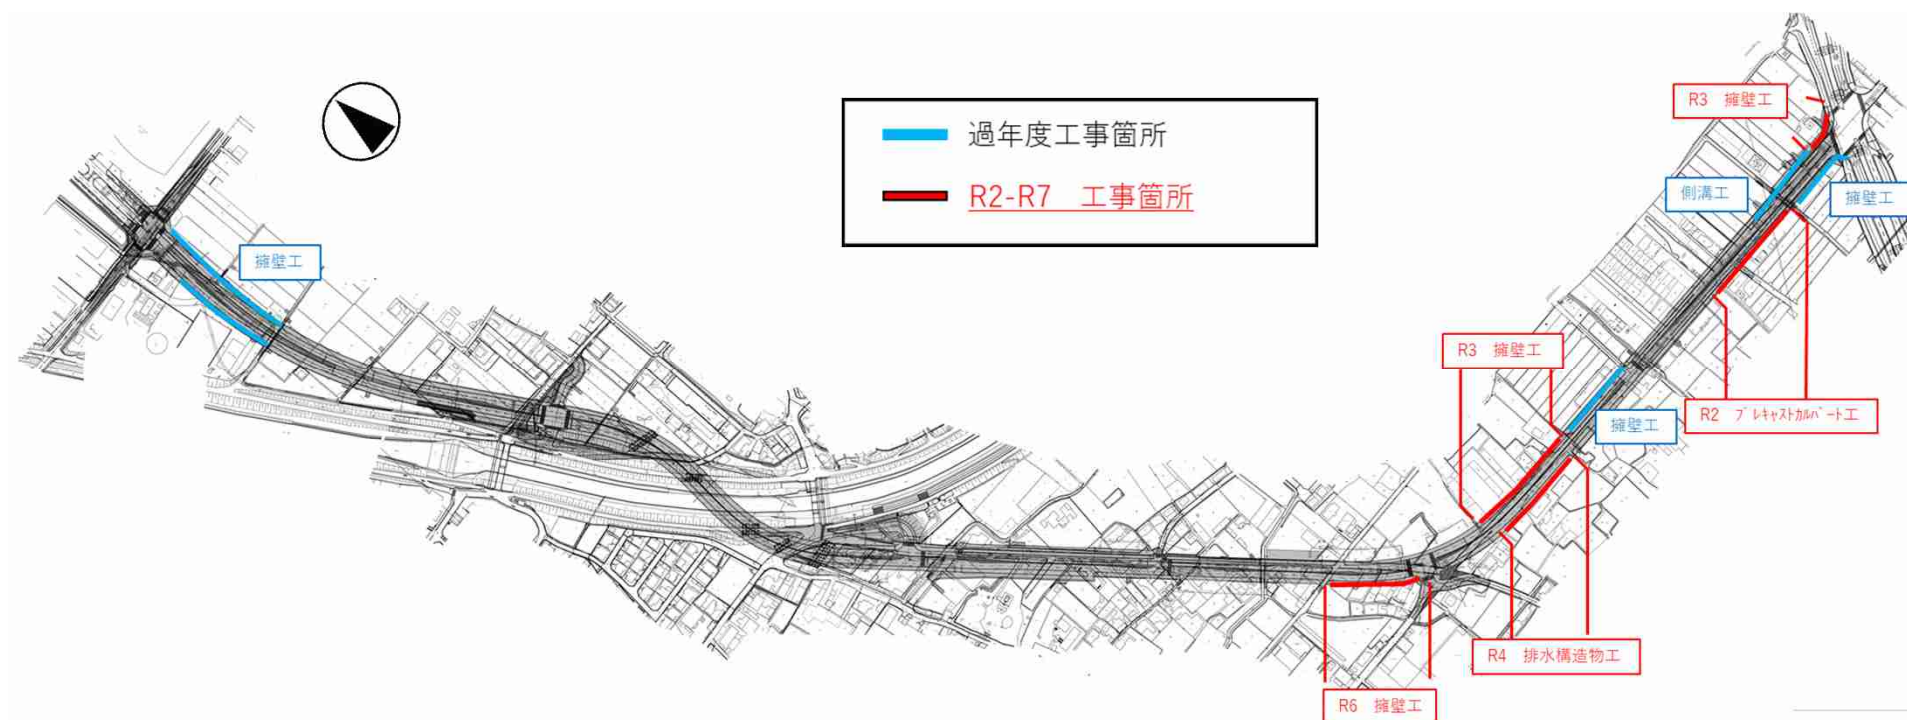 過年度工事箇所
R2-R7　工事箇所
R3　擁壁工
側溝工
擁壁工
擁壁工
R3　擁壁工
R2　プレキャストカルバート工
擁壁工
R4　排水構造物工
R6　擁壁工